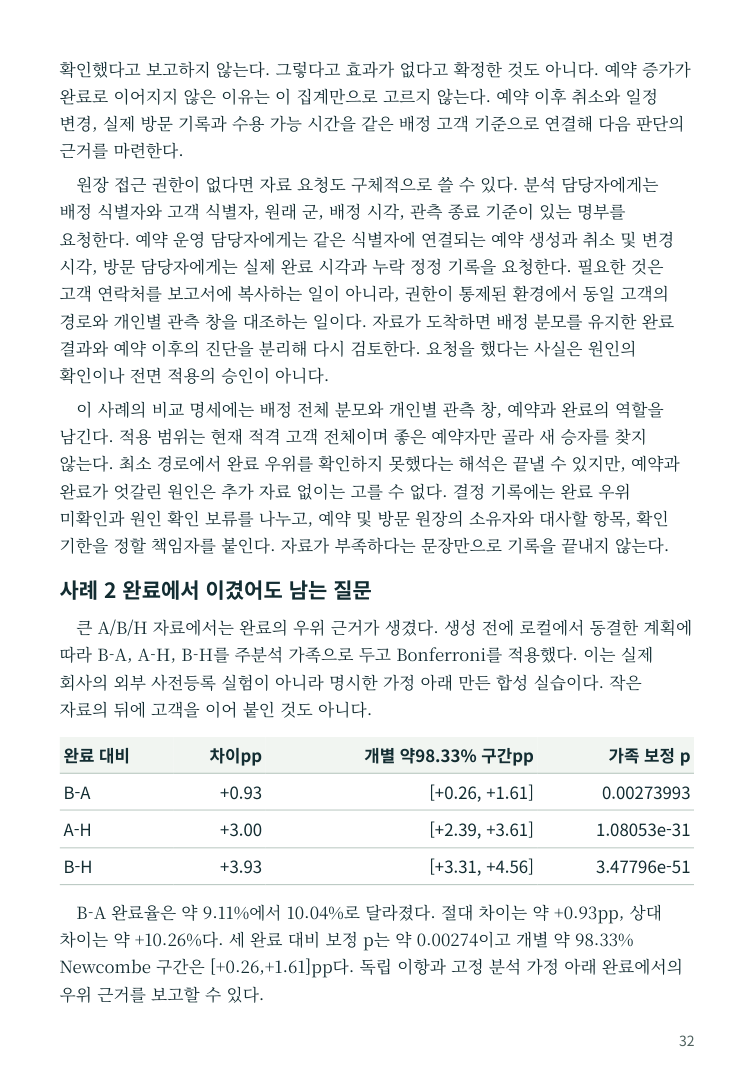 확인했다고 보고하지 않는다. 그렇다고 효과가 없다고 확정한 것도 아니다. 예약 증가가
완료로 이어지지 않은 이유는 이 집계만으로 고르지 않는다. 예약 이후 취소와 일정
변경, 실제 방문 기록과 수용 가능 시간을 같은 배정 고객 기준으로 연결해 다음 판단의
근거를 마련한다.
원장 접근 권한이 없다면 자료 요청도 구체적으로 쓸 수 있다. 분석 담당자에게는
배정 식별자와 고객 식별자, 원래 군, 배정 시각, 관측 종료 기준이 있는 명부를
요청한다. 예약 운영 담당자에게는 같은 식별자에 연결되는 예약 생성과 취소 및 변경
시각, 방문 담당자에게는 실제 완료 시각과 누락 정정 기록을 요청한다. 필요한 것은
고객 연락처를 보고서에 복사하는 일이 아니라, 권한이 통제된 환경에서 동일 고객의
경로와 개인별 관측 창을 대조하는 일이다. 자료가 도착하면 배정 분모를 유지한 완료
결과와 예약 이후의 진단을 분리해 다시 검토한다. 요청을 했다는 사실은 원인의
확인이나 전면 적용의 승인이 아니다.
이 사례의 비교 명세에는 배정 전체 분모와 개인별 관측 창, 예약과 완료의 역할을
남긴다. 적용 범위는 현재 적격 고객 전체이며 좋은 예약자만 골라 새 승자를 찾지
않는다. 최소 경로에서 완료 우위를 확인하지 못했다는 해석은 끝낼 수 있지만, 예약과
완료가 엇갈린 원인은 추가 자료 없이는 고를 수 없다. 결정 기록에는 완료 우위
미확인과 원인 확인 보류를 나누고, 예약 및 방문 원장의 소유자와 대사할 항목, 확인
기한을 정할 책임자를 붙인다. 자료가 부족하다는 문장만으로 기록을 끝내지 않는다.
사례 2 완료에서 이겼어도 남는 질문
큰 A/B/H 자료에서는 완료의 우위 근거가 생겼다. 생성 전에 로컬에서 동결한 계획에
따라 B-A, A-H, B-H를 주분석 가족으로 두고 Bonferroni를 적용했다. 이는 실제
회사의 외부 사전등록 실험이 아니라 명시한 가정 아래 만든 합성 실습이다. 작은
자료의 뒤에 고객을 이어 붙인 것도 아니다.
완료 대비 차이pp 개별 약98.33% 구간pp 가족 보정 p
B-A +0.93 [+0.26, +1.61] 0.00273993
A-H +3.00 [+2.39, +3.61] 1.08053e-31
B-H +3.93 [+3.31, +4.56] 3.47796e-51
B-A 완료율은 약 9.11%에서 10.04%로 달라졌다. 절대 차이는 약 +0.93pp, 상대
차이는 약 +10.26%다. 세 완료 대비 보정 p는 약 0.00274이고 개별 약 98.33%
Newcombe 구간은 [+0.26,+1.61]pp다. 독립 이항과 고정 분석 가정 아래 완료에서의
우위 근거를 보고할 수 있다.
32